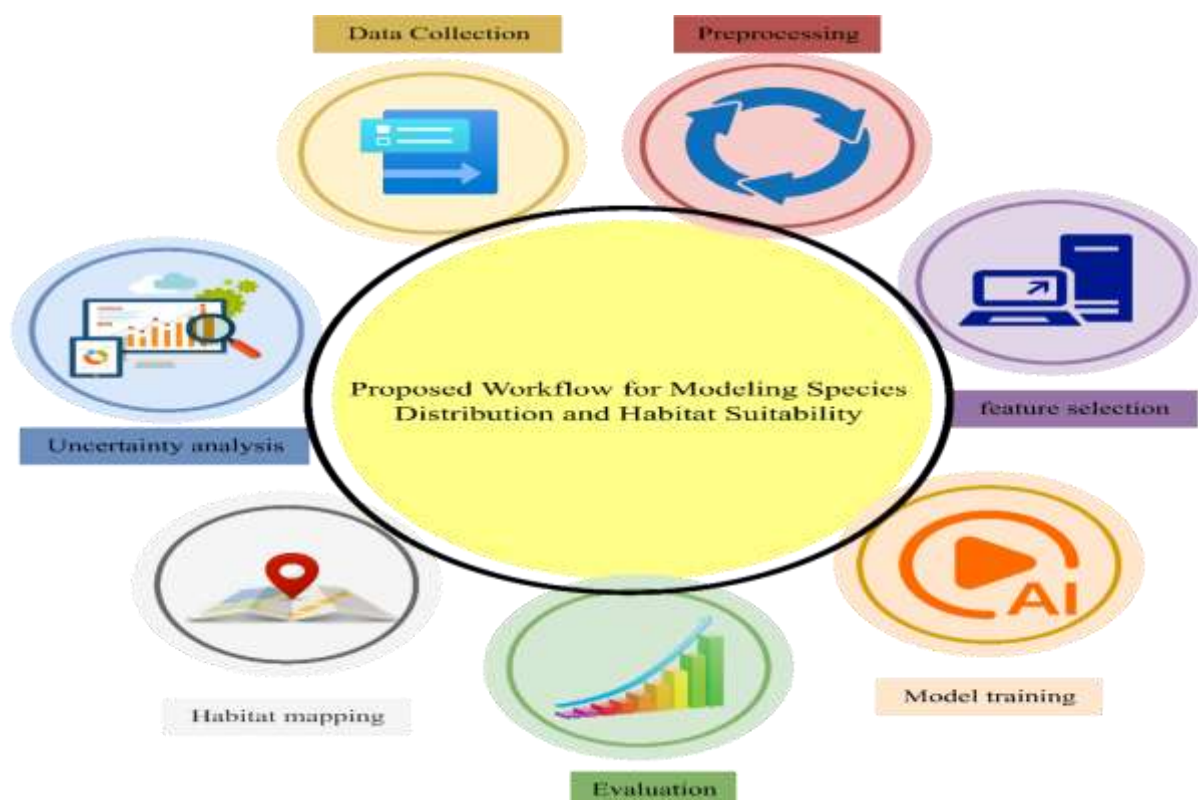 Data Collection
Preprocessing
feature selection
Proposed Workflow for Modeling Species
Distribution and Habitat Suitability
Uncertainty analysis
AI
Model training
Habitat mapping
Evaluation